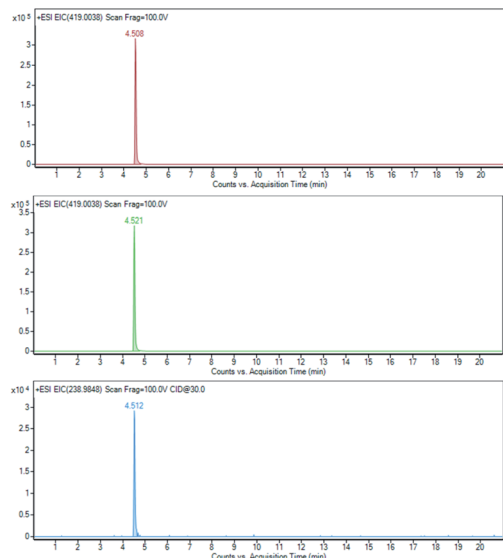 x10 5 +ESI EIC(419.0038) Scan Frag=100.0V
4.508
3
2.5
2
1.5
1
0.5
0
1 2 3 4 5 6 7 8 9 10 11 12 13 14 15 16 17 18 19 20
Counts vs. Acquisition Time (min)
x10 5 +ESI EIC(419.0038) Scan Frag=100.0V
3.5
4.521
3
2.5
2
1.5
1
0.5
0
1 2 3 4 5 6 7 8 9 10 11 12 13 14 15 16 17 18 19 20
Counts vs. Acquisition Time (min)
x10 4 +ESI EIC(238.9848) Scan Frag=100.0V CID@30.0
4.512
3
2.5
2
1.5
1
0.5
0
1 2 3 4 5 6 7 8 9 10 11 12 13 14 15 16 17 18 19 20
Counts vs. Acquisition Time (min)